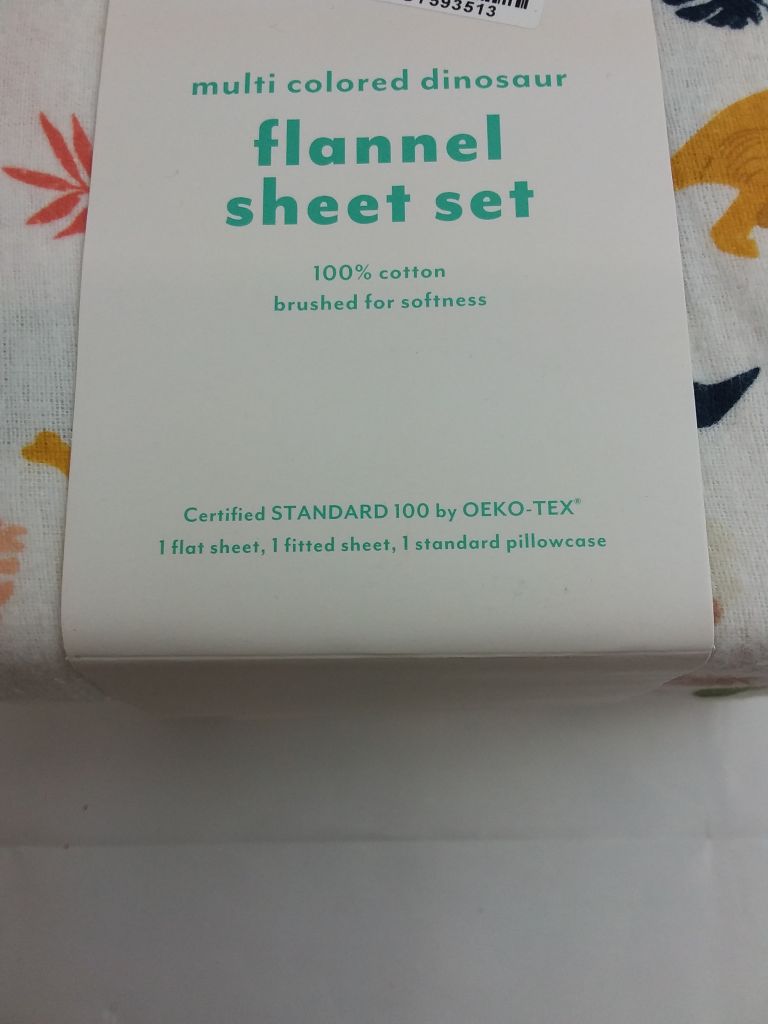 multi colored dinosaur
flannel
sheet set
100% cotton
brushed for softness
Certified STANDARD 100 by OEKO-TEX®
1 flat sheet, 1 fitted sheet, 1 standard pillowcase